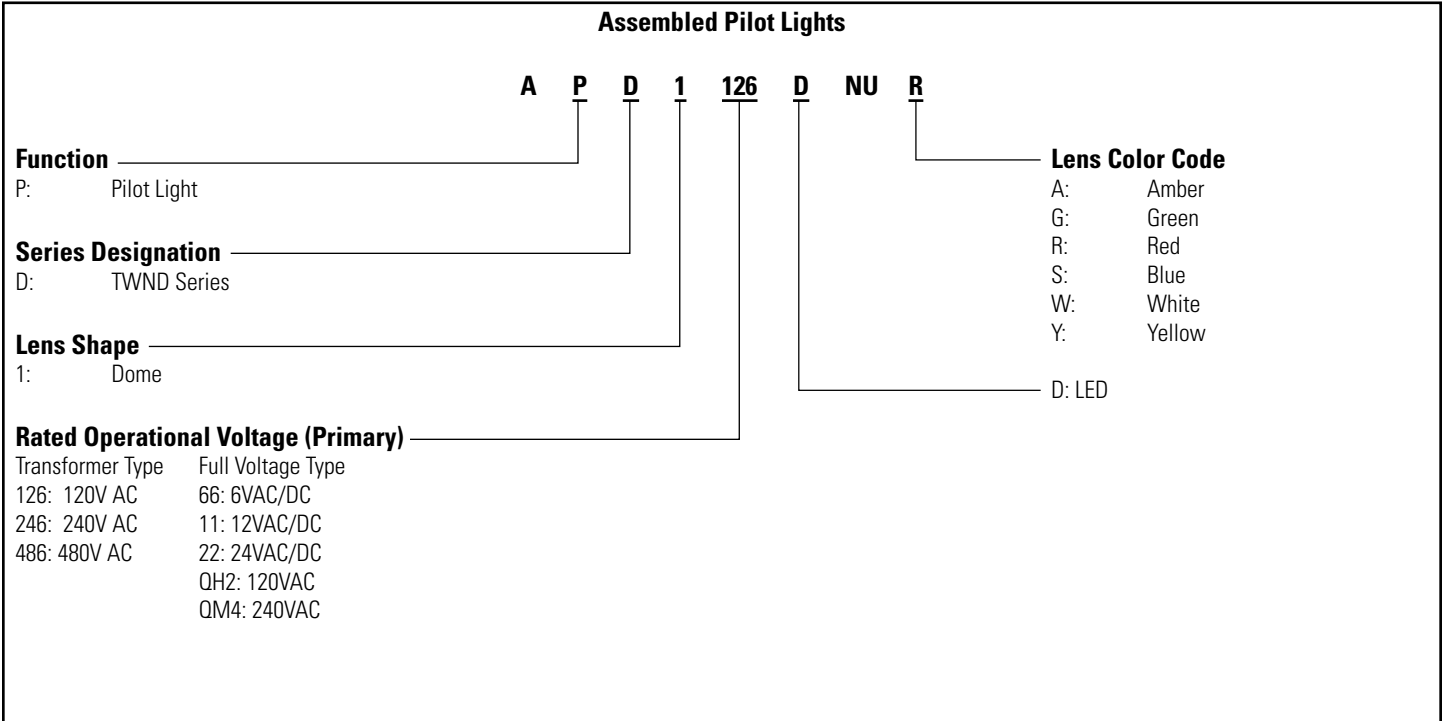 Assembled Pilot Lights
A P D 1 126 D NU R
Function
P: Pilot Light
Series Designation
D: TWND Series
Lens Shape
1: Dome
Rated Operational Voltage (Primary)
Transformer Type Full Voltage Type
126: 120V AC 66: 6VAC/DC
246: 240V AC 11: 12VAC/DC
486: 480V AC 22: 24VAC/DC
QH2: 120VAC
QM4: 240VAC
Lens Color Code
A: Amber
G: Green
R: Red
S: Blue
W: White
Y: Yellow
D: LED